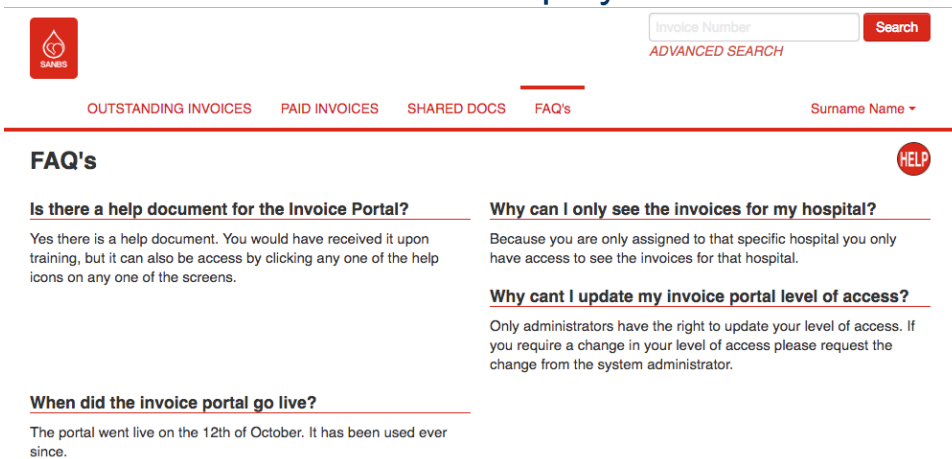 Invoice Number
Search
ADVANCED SEARCH
SANBS
OUTSTANDING INVOICES PAID INVOICES SHARED DOCS FAQ's Surname Name
FAQ's
HELP
Is there a help document for the Invoice Portal?
Yes there is a help document. You would have received it upon
training, but it can also be access by clicking any one of the help
icons on any one of the screens.
Why can I only see the invoices for my hospital?
Because you are only assigned to that specific hospital you only
have access to see the invoices for that hospital.
Why cant I update my invoice portal level of access?
Only administrators have the right to update your level of access. If
you require a change in your level of access please request the
change from the system administrator.
When did the invoice portal go live?
The portal went live on the 12th of October. It has been used ever
since.